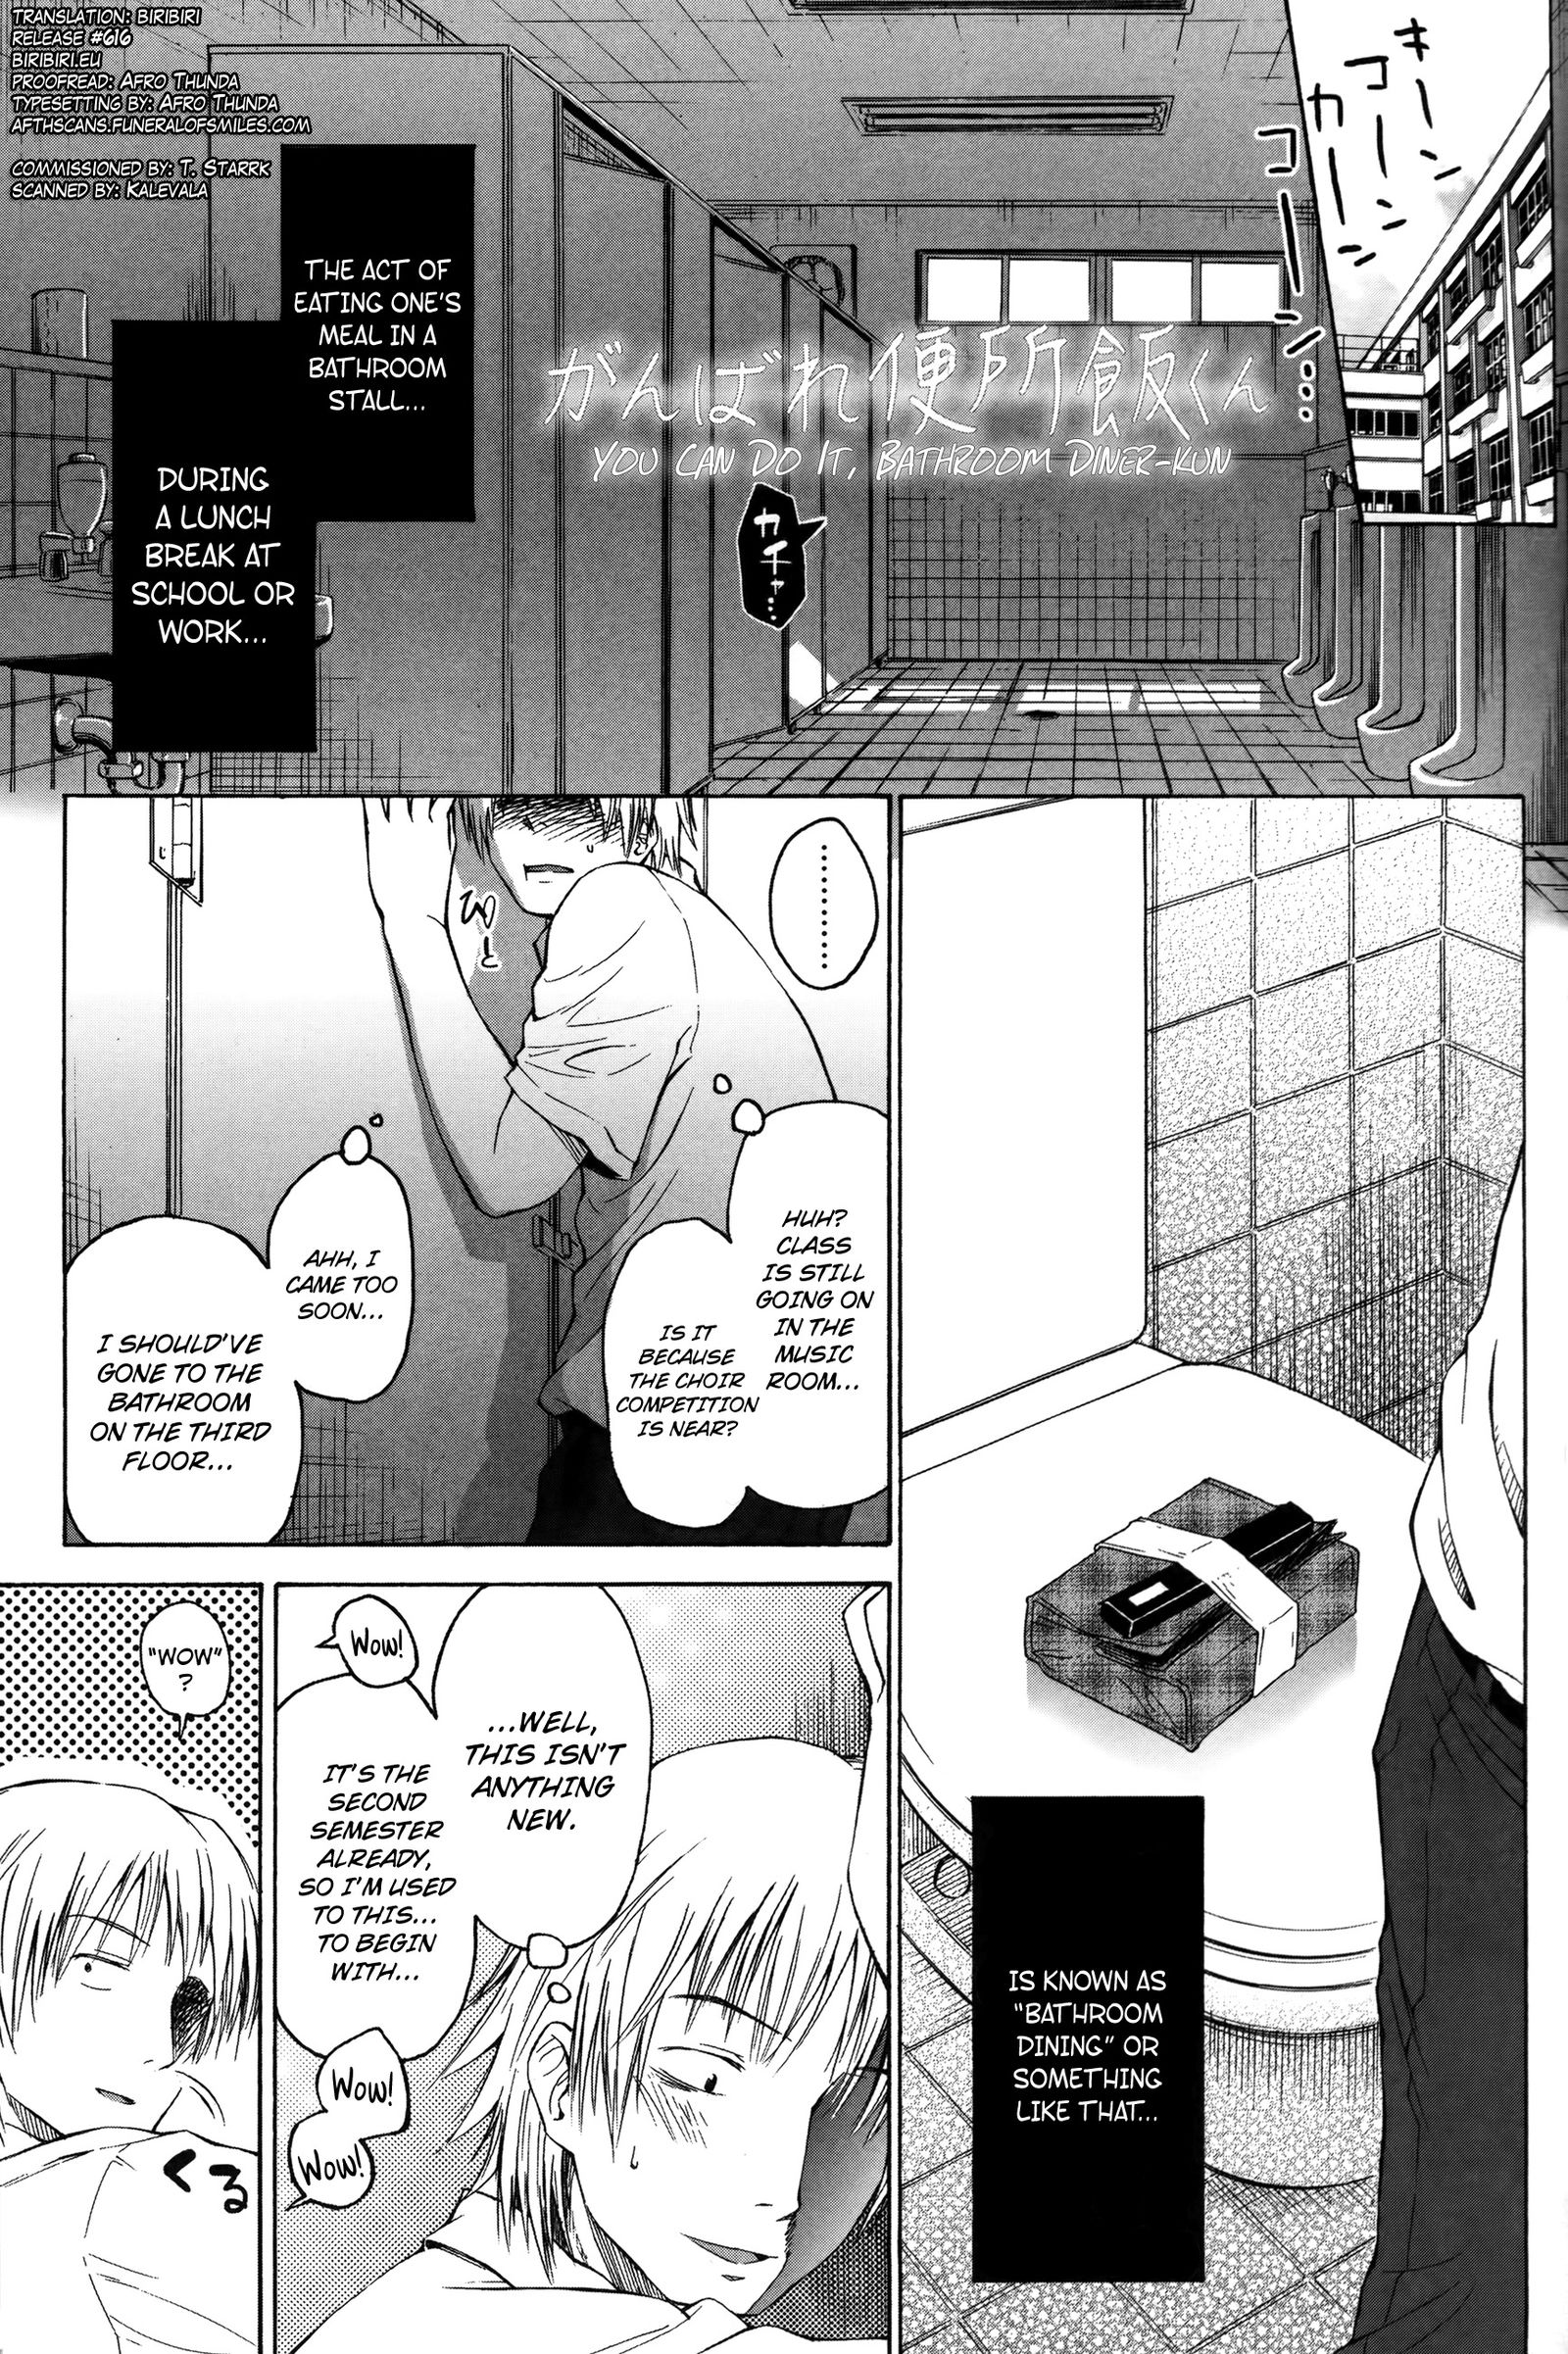 TRANSLATION: BIRIBIRI
RELEASE #616
BIRIBIRI.EU
PROOFREAD: AFRO THUNDA
TYPESETTING BY: AFRO THUNDA
AFTHSCANS.FUNERALOFSMILES.COM
COMMISSIONED BY: T. STARRK
SCANNED BY: KALEVALA
キーン
コーン
カーン
コーン…
がんばれ便所飯くん
YOU CAN DO IT, BATHROOM DINER-KUN
THE ACT OF
EATING ONE'S
MEAL IN A
BATHROOM
STALL...
DURING
A LUNCH
BREAK AT
SCHOOL OR
WORK...
カチャ…
IS KNOWN AS
"BATHROOM
DINING" OR
SOMETHING
LIKE THAT...
..........
ぴと
HUH?
CLASS
IS STILL
GOING ON
IN THE
MUSIC
ROOM...
IS IT
BECAUSE
THE CHOIR
COMPETITION
IS NEAR?
AHH, I
CAME TOO
SOON...
I SHOULD'VE
GONE TO THE
BATHROOM
ON THE THIRD
FLOOR...
...WELL,
THIS ISN'T
ANYTHING
NEW.
WOW!
IT'S THE
SECOND
SEMESTER
ALREADY,
SO I'M USED
TO THIS...
TO BEGIN
WITH...
WOW!
WOW!
"WOW"
?
くる